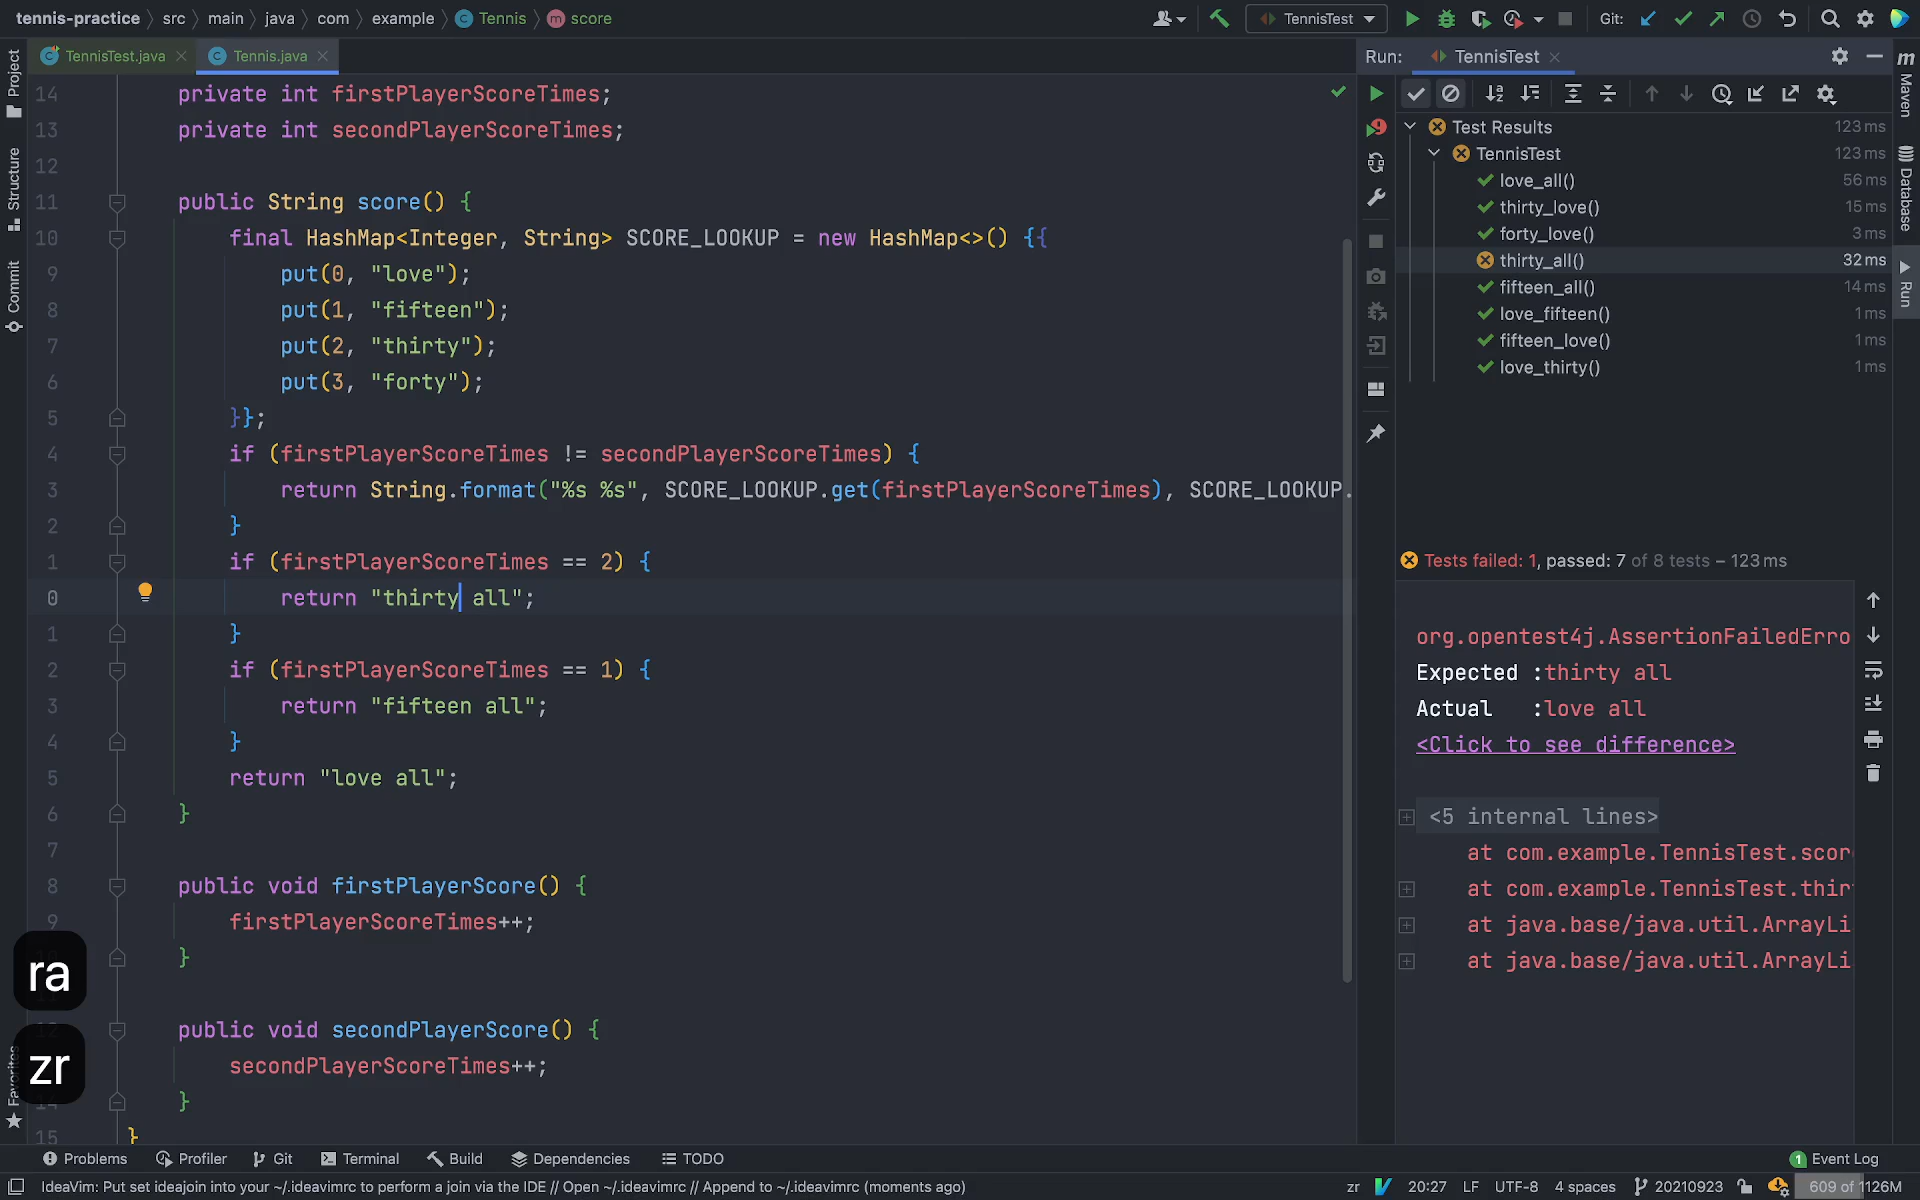 tennis-practice src main java com example Tennis score
TennisTest
Git:
TennisTest.java
Tennis.java
Run: TennisTest
Project
Structure
Commit
Favorites
Maven
Database
Run
14 private int firstPlayerScoreTimes;
13 private int secondPlayerScoreTimes;
12
11 public String score() {
10 final HashMap<Integer, String> SCORE_LOOKUP = new HashMap<>() {{
9 put(0, "love");
8 put(1, "fifteen");
7 put(2, "thirty");
6 put(3, "forty");
5 }};
4 if (firstPlayerScoreTimes != secondPlayerScoreTimes) {
3 return String.format("%s %s", SCORE_LOOKUP.get(firstPlayerScoreTimes), SCORE_LOOKUP.
2 }
1 if (firstPlayerScoreTimes == 2) {
0 return "thirty all";
1 }
2 if (firstPlayerScoreTimes == 1) {
3 return "fifteen all";
4 }
5 return "love all";
6 }
7
8 public void firstPlayerScore() {
9 firstPlayerScoreTimes++;
}
12 public void secondPlayerScore() {
secondPlayerScoreTimes++;
14 }
15 }
ra
zr
Test Results 123 ms
TennisTest 123 ms
love_all() 56 ms
thirty_love() 15 ms
forty_love() 3 ms
thirty_all() 32 ms
fifteen_all() 14 ms
love_fifteen() 1 ms
fifteen_love() 1 ms
love_thirty() 1 ms
Tests failed: 1, passed: 7 of 8 tests – 123 ms
org.opentest4j.AssertionFailedErro
Expected :thirty all
Actual :love all
<Click to see difference>
<5 internal lines>
at com.example.TennisTest.scor
at com.example.TennisTest.thir
at java.base/java.util.ArrayLi
at java.base/java.util.ArrayLi
Problems Profiler Git Terminal Build Dependencies TODO
1 Event Log
IdeaVim: Put set ideajoin into your ~/.ideavimrc to perform a join via the IDE // Open ~/.ideavimrc // Append to ~/.ideavimrc (moments ago)
zr 20:27 LF UTF-8 4 spaces 20210923 609 of 1126M